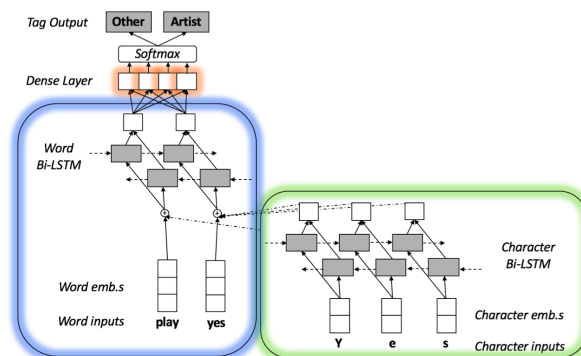 Tag Output
Other
Artist
Softmax
Dense Layer
Word
Bi-LSTM
Word emb.s
Word inputs
play
yes
Character
Bi-LSTM
Character emb.s
Y
e
s
Character inputs